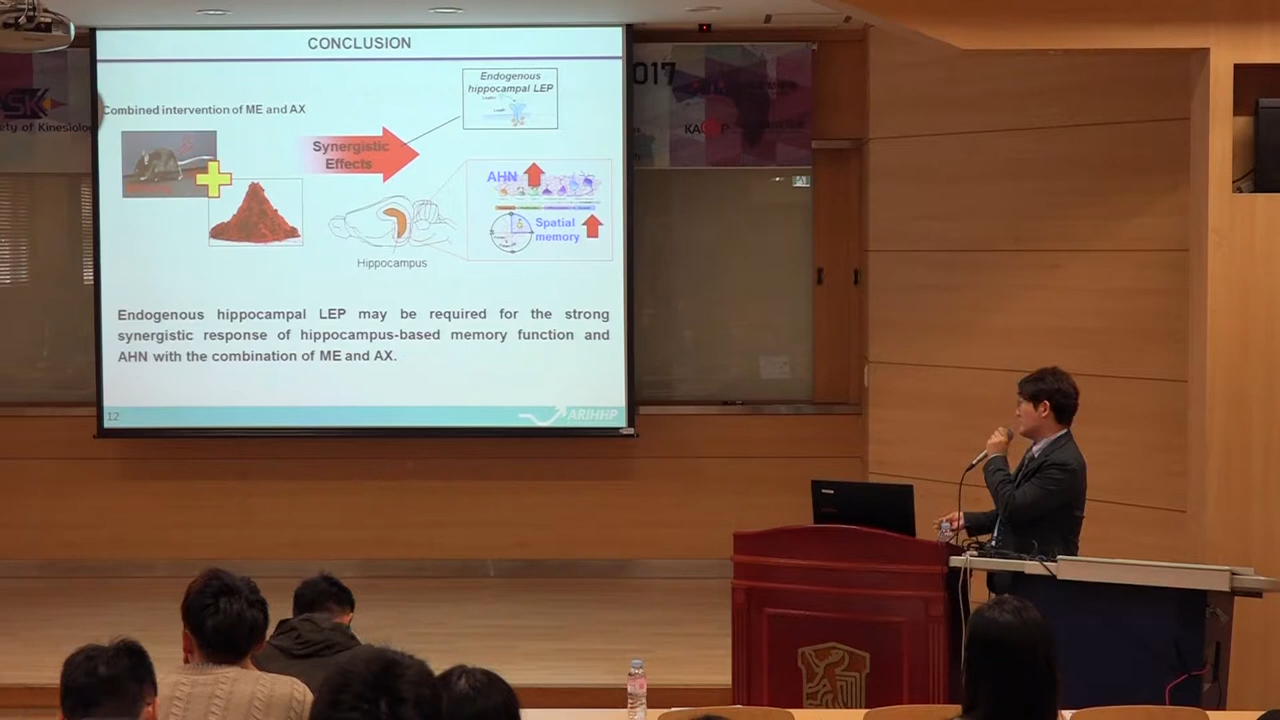 CONCLUSION
Endogenous
hippocampal LEP
Combined intervention of ME and AX
Synergistic
Effects
AHN
Spatial
memory
Hippocampus
Endogenous hippocampal LEP may be required for the strong
synergistic response of hippocampus-based memory function and
AHN with the combination of ME and AX.
12
ARIHHP
017
SK
ety of Kinesiolo